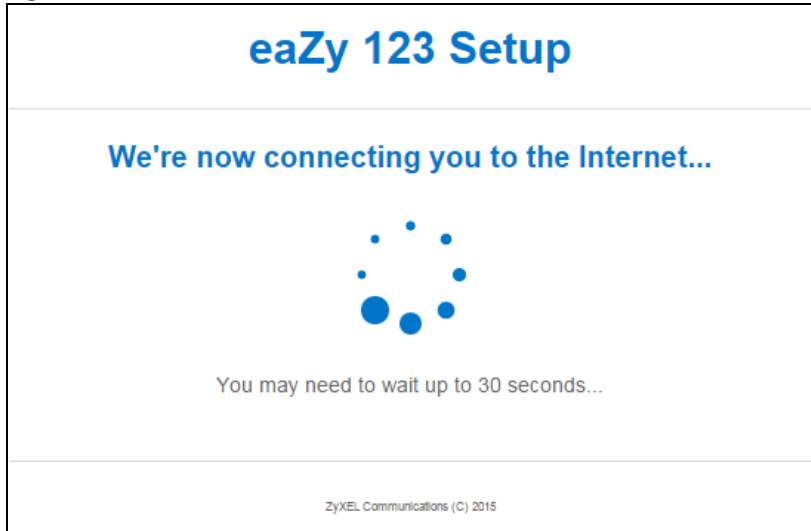 eaZy 123 Setup
We're now connecting you to the Internet...
You may need to wait up to 30 seconds...
ZyXEL Communications (C) 2015